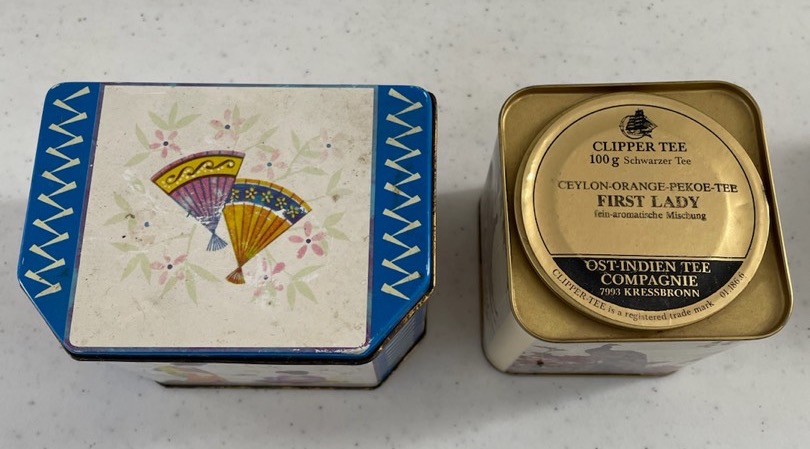 CLIPPER TEE
100 g Schwarzer Tee
CEYLON-ORANGE-PEKOE-TEE
FIRST LADY
fein-aromatische Mischung
OST-INDIEN TEE
COMPAGNIE
7993 KRESSBRONN
CLIPPER-TEE is a registered trade mark